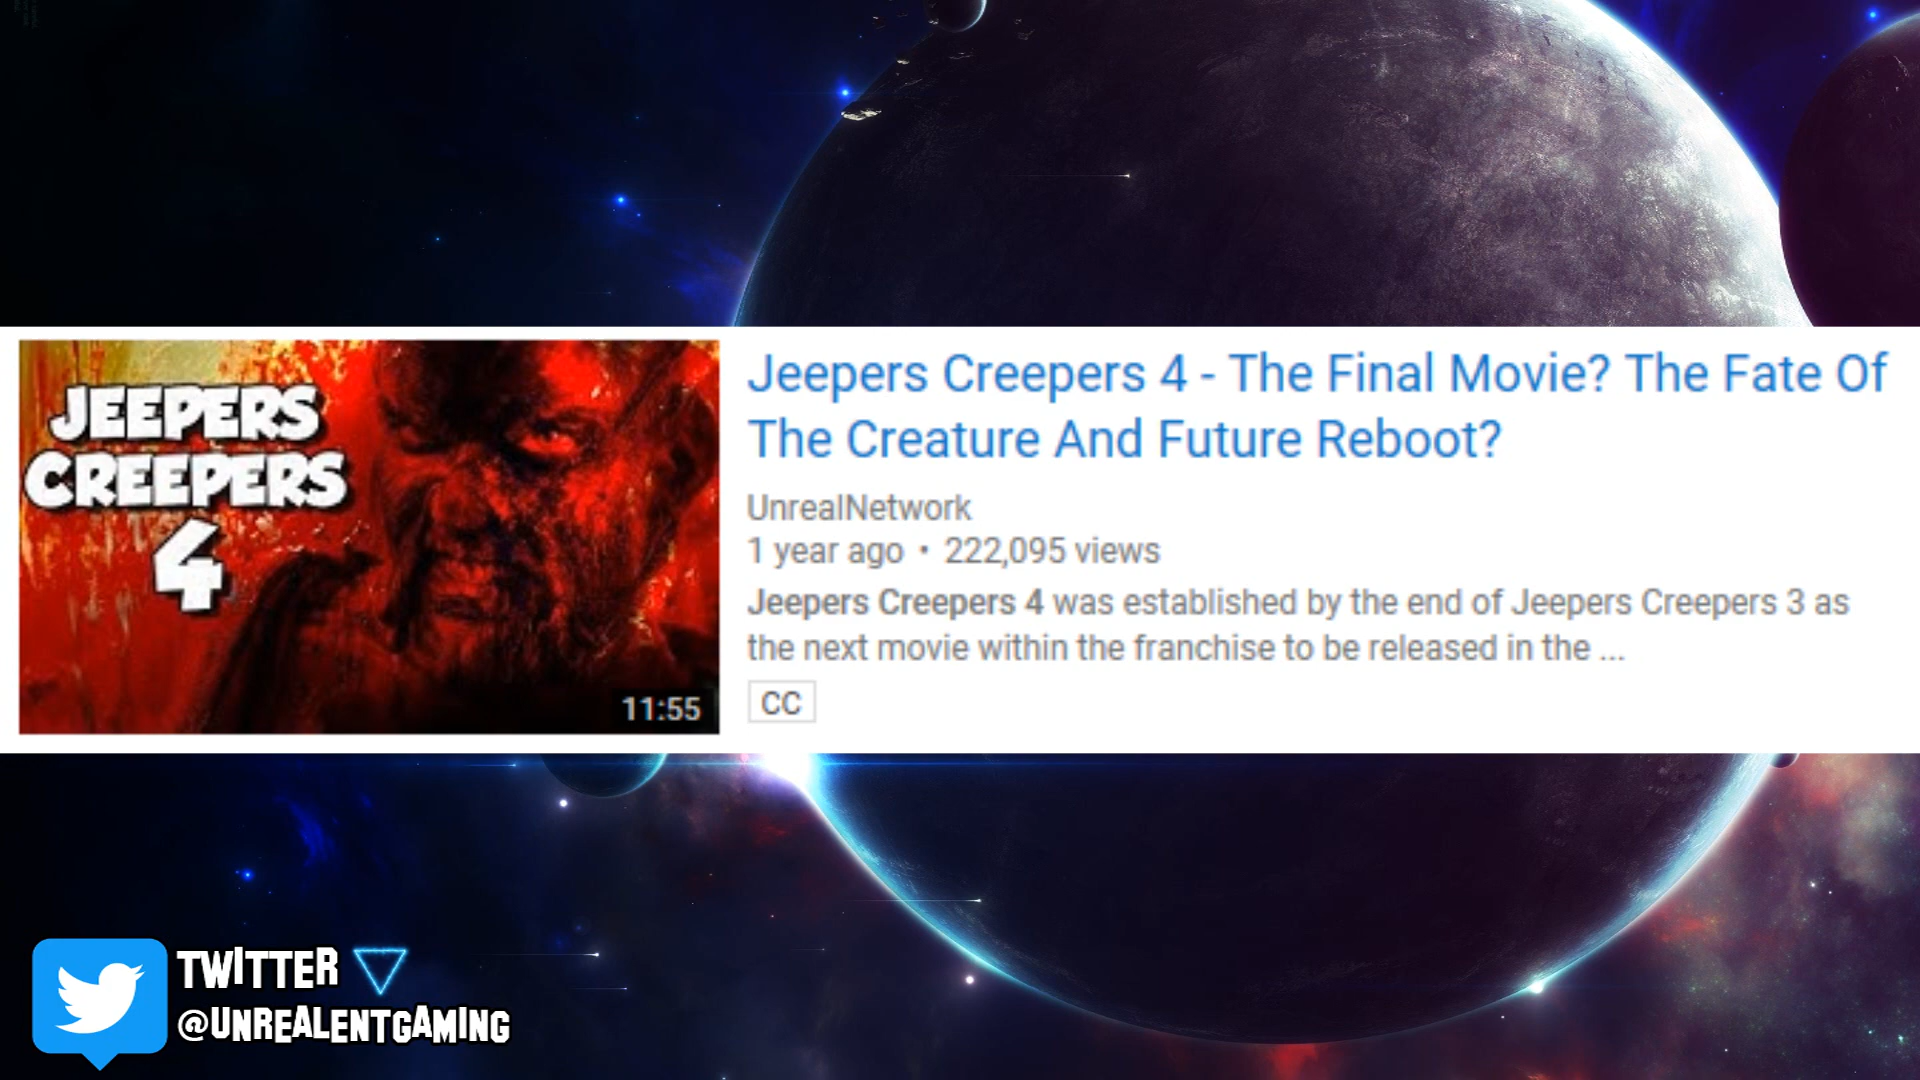 JEEPERS
CREEPERS
4
11:55
Jeepers Creepers 4 - The Final Movie? The Fate Of
The Creature And Future Reboot?
UnrealNetwork
1 year ago • 222,095 views
Jeepers Creepers 4 was established by the end of Jeepers Creepers 3 as
the next movie within the franchise to be released in the ...
CC
TWITTER
@UNREALENTGAMING